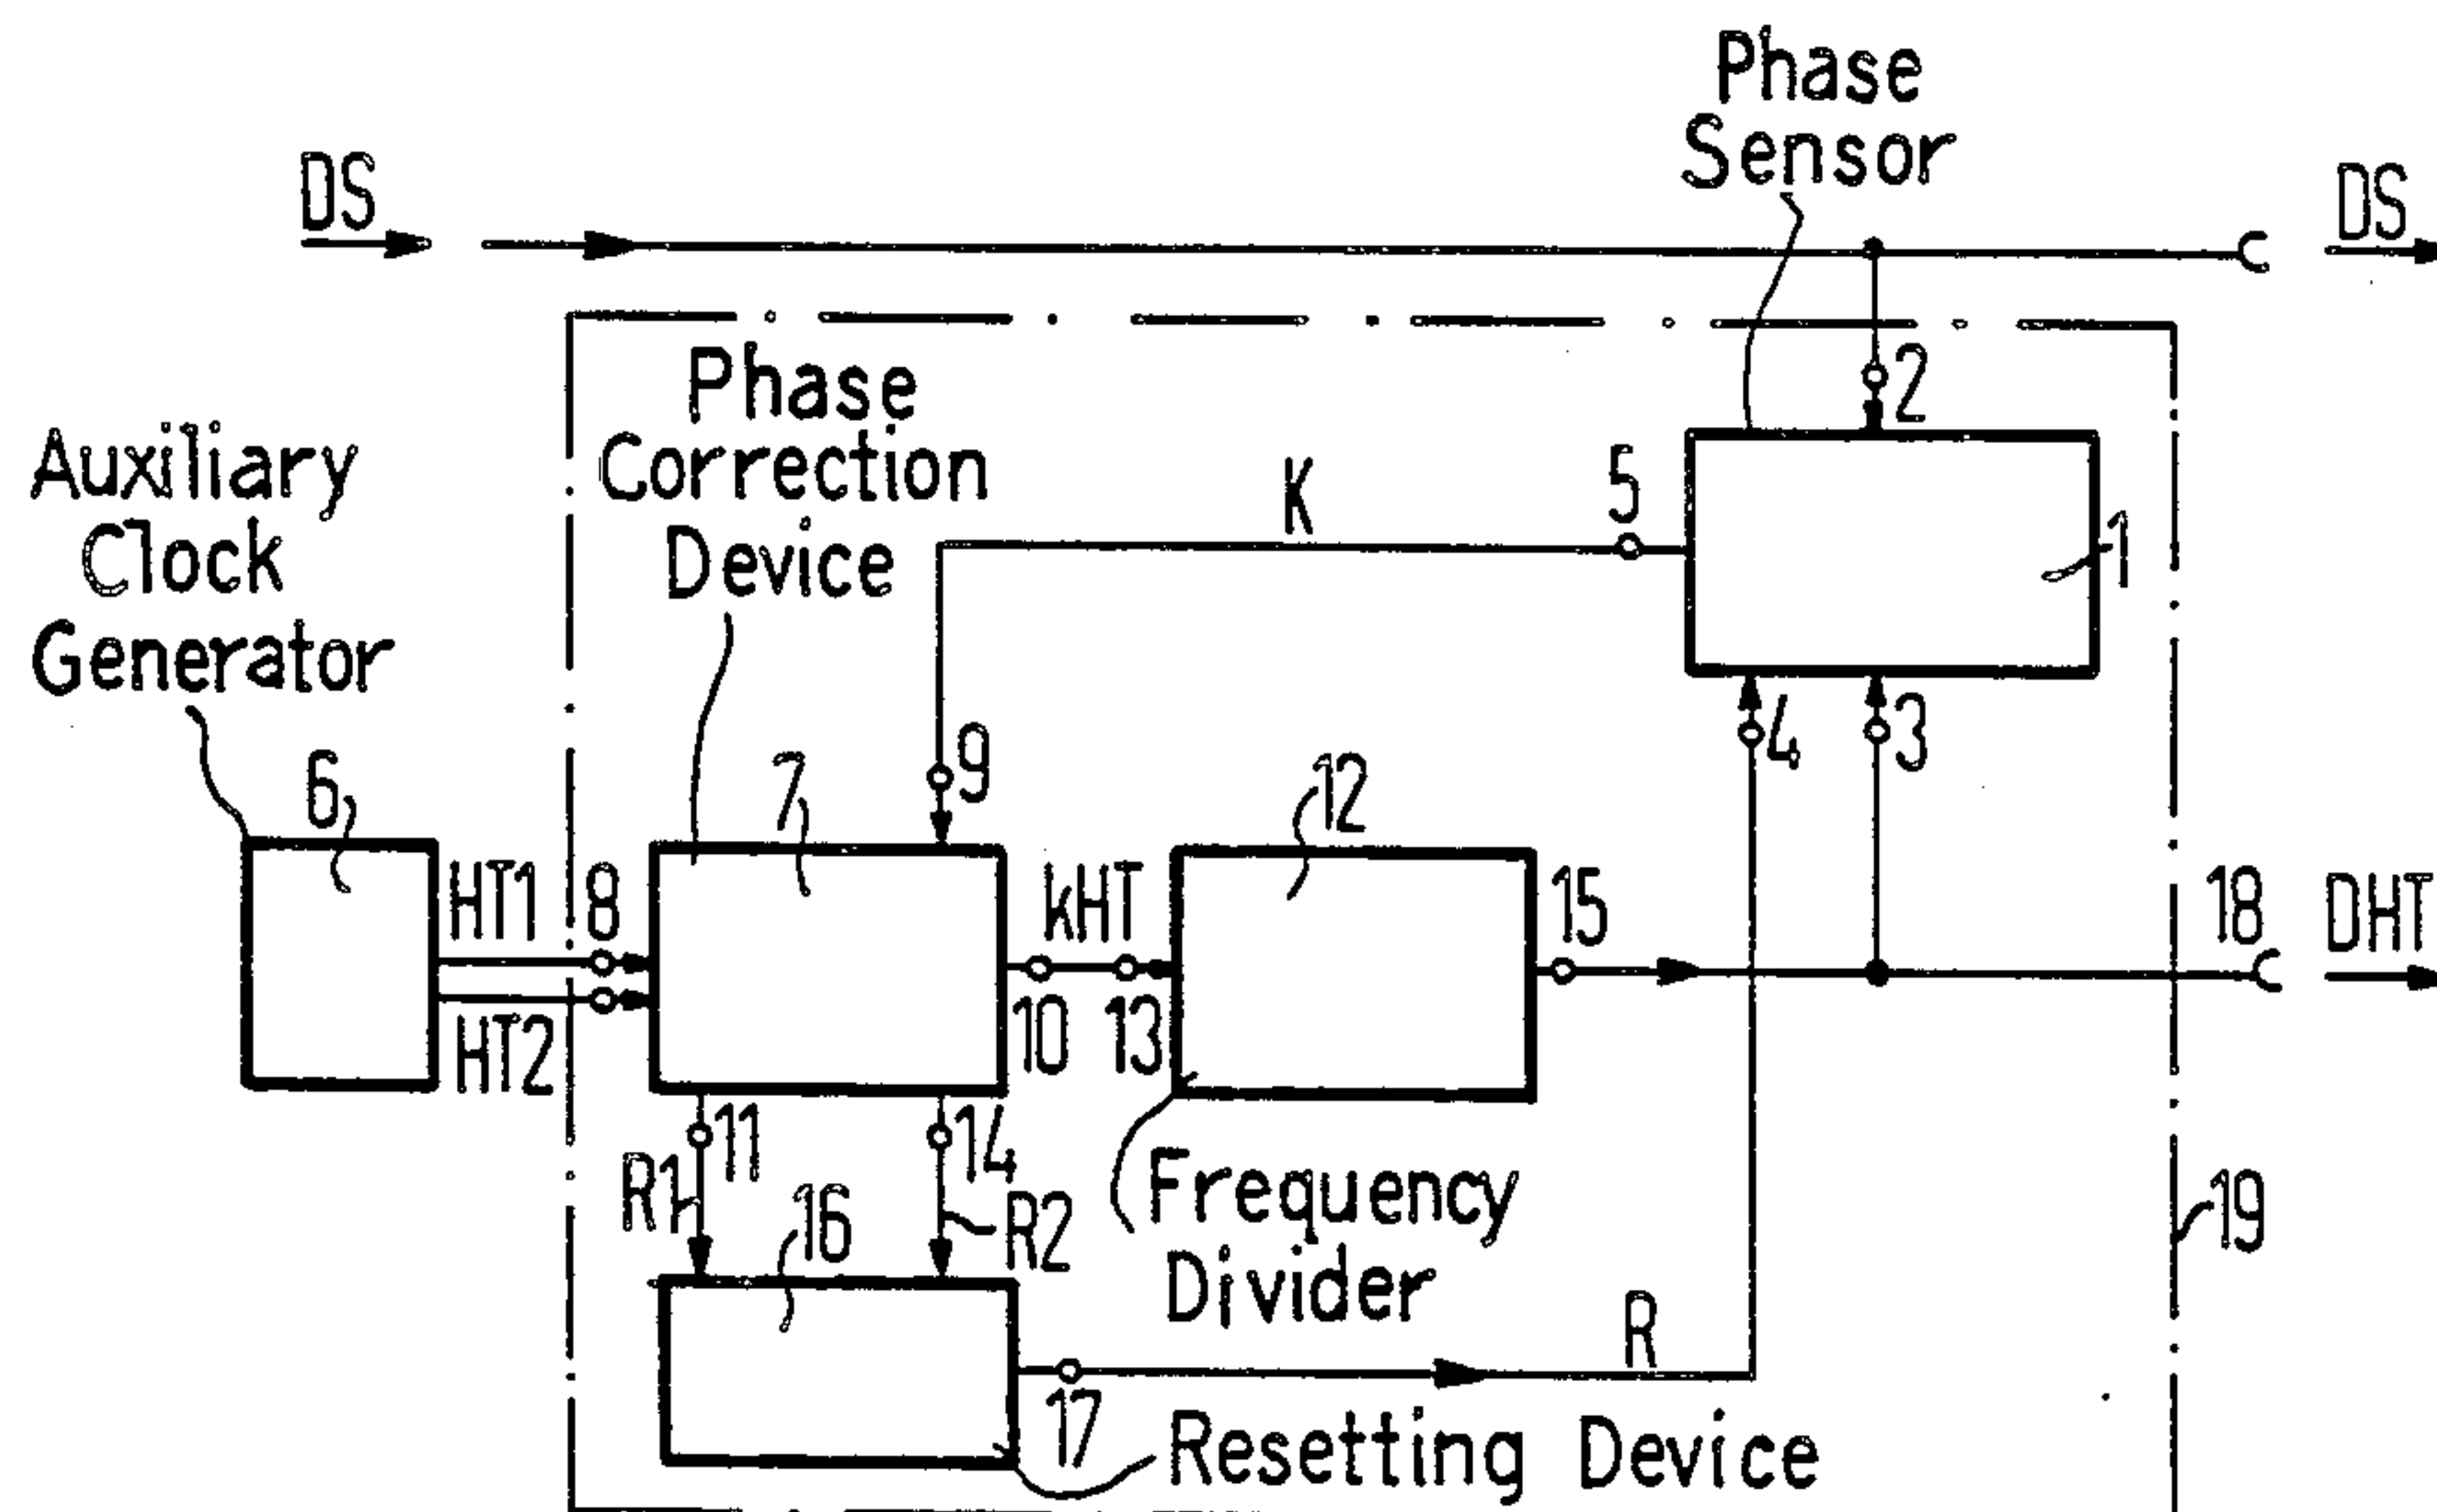 Phase
Sensor
DS
DS
2
Phase
Correction
Device
Auxiliary
Clock
Generator
K
5
1
4
3
9
6
7
12
HT1
8
kHT
15
18
DHT
HT2
10
13
11
14
R1
R2
16
Frequency
Divider
19
R
17
Resetting Device